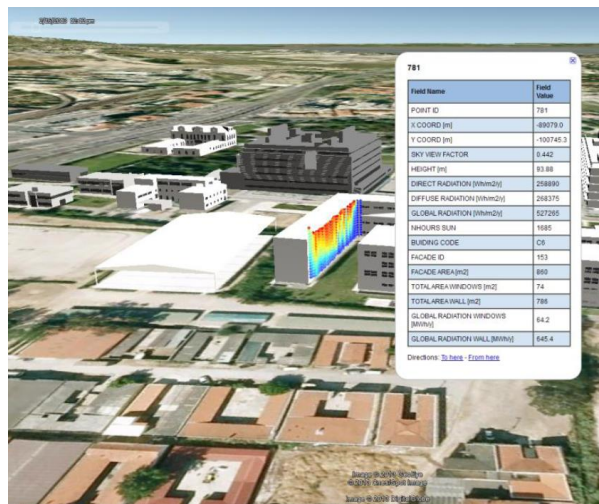 781
Field Name Field Value
POINT ID 781
X COORD [m] -89079.0
Y COORD [m] -100745.3
SKY VIEW FACTOR 0.442
HEIGHT [m] 93.88
DIRECT RADIATION [Wh/m2/y] 258890
DIFFUSE RADIATION [Wh/m2/y] 268375
GLOBAL RADIATION [Wh/m2/y] 527265
NHOURS SUN 1685
BUIDING CODE C6
FACADE ID 153
FACADE AREA [m2] 860
TOTAL AREA WINDOWS [m2] 74
TOTAL AREA WALL [m2] 786
GLOBAL RADIATION WINDOWS [MWh/y] 64.2
GLOBAL RADIATION WALL [MWh/y] 645.4
Directions: To here - From here
Image ©
Image
Image ©